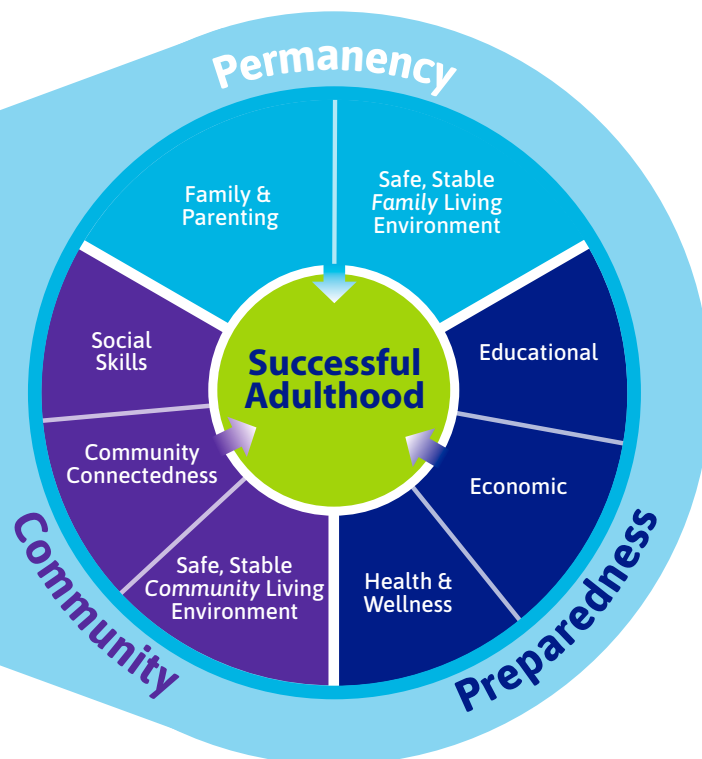 Permanency
Family &
Parenting
Safe, Stable
Family Living
Environment
Social
Skills
Successful
Adulthood
Educational
Community
Connectedness
Economic
Safe, Stable
Community Living
Environment
Health &
Wellness
Community
Preparedness